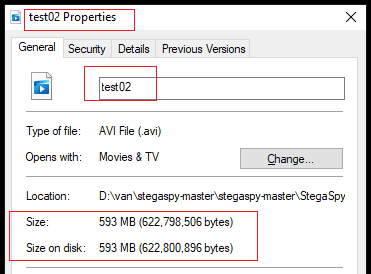 test02 Properties
General Security Details Previous Versions
test02
Type of file: AVI File (.avi)
Opens with: Movies & TV Change...
Location: D:\van\stegaspy-master\stegaspy-master\StegaSpy
Size: 593 MB (622,798,506 bytes)
Size on disk: 593 MB (622,800,896 bytes)